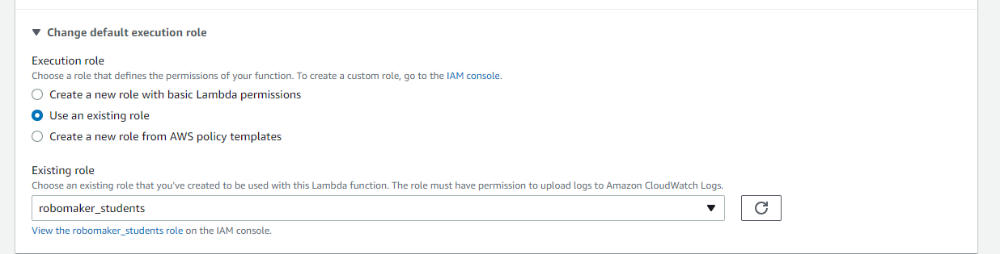 Change default execution role
Execution role
Choose a role that defines the permissions of your function. To create a custom role, go to the IAM console.
Create a new role with basic Lambda permissions
Use an existing role
Create a new role from AWS policy templates
Existing role
Choose an existing role that you've created to be used with this Lambda function. The role must have permission to upload logs to Amazon CloudWatch Logs.
robomaker_students
View the robomaker_students role on the IAM console.